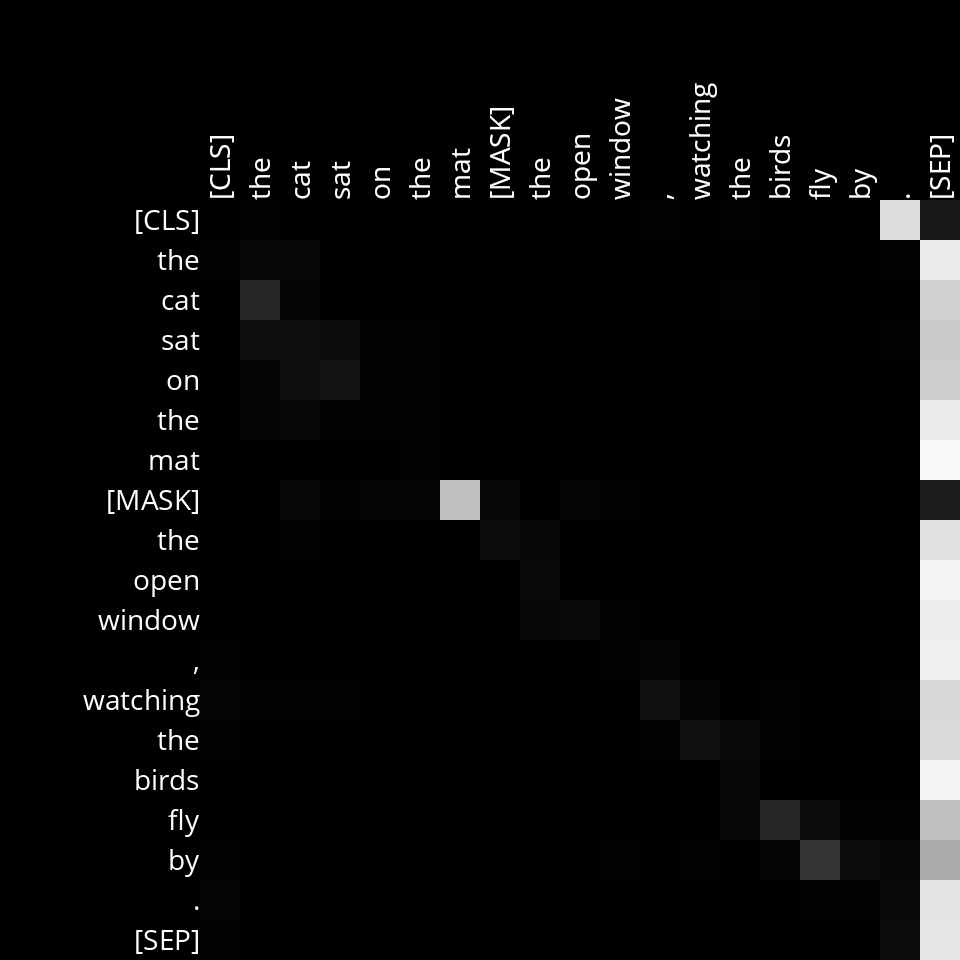 [CLS] the cat sat on the mat [MASK] the open window , watching the birds fly by . [SEP]
[CLS]
the
cat
sat
on
the
mat
[MASK]
the
open
window
,
watching
the
birds
fly
by
.
[SEP]